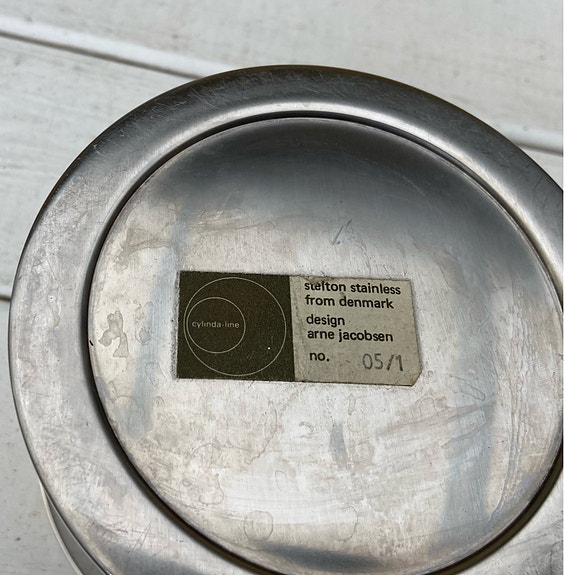 cylinda-line
stelton stainless
from denmark
design
arne jacobsen
no. 05/1